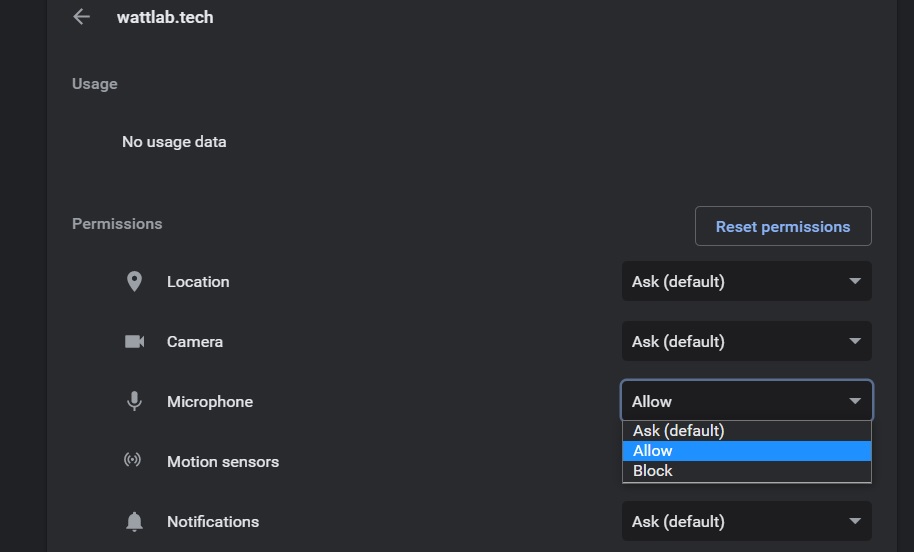 wattlab.tech
Usage
No usage data
Permissions
Reset permissions
Location Ask (default)
Camera Ask (default)
Microphone Allow
Ask (default)
Allow
Block
Motion sensors
Notifications Ask (default)